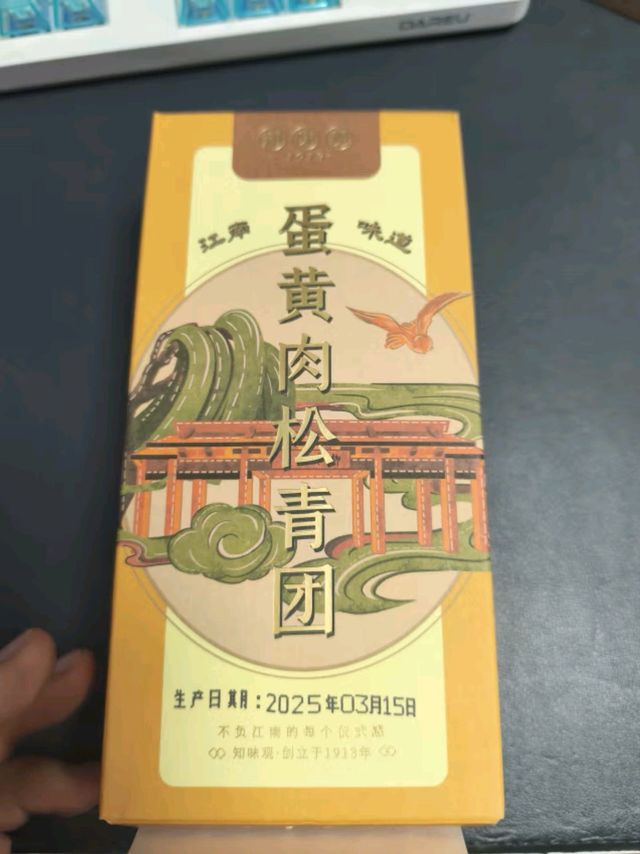 DAREU
江南 味道
蛋黄肉松青团
生产日期：2025年03月15日
不负江南的每个仪式感
知味观·创立于1913年